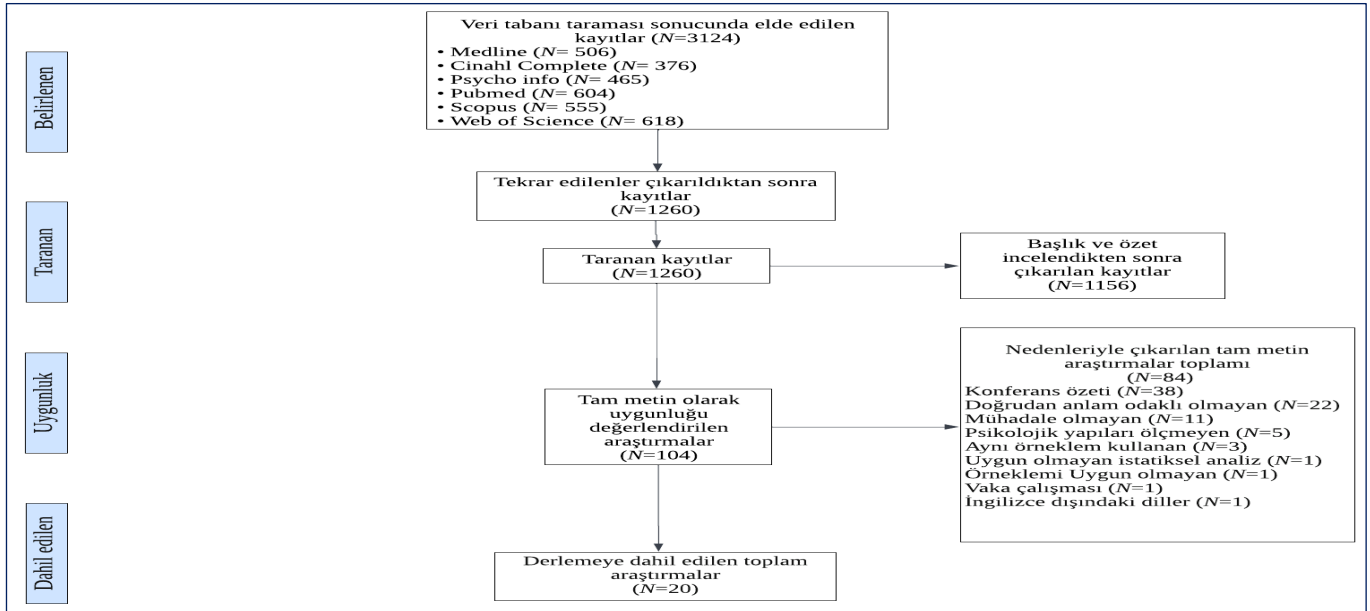 Belirlenen
Veri tabanı taraması sonucunda elde edilen
kayıtlar (N=3124)
• Medline (N= 506)
• Cinahl Complete (N= 376)
• Psycho info (N= 465)
• Pubmed (N= 604)
• Scopus (N= 555)
• Web of Science (N= 618)
Tekrar edilenler çıkarıldıktan sonra
kayıtlar
(N=1260)
Taranan
Taranan kayıtlar
(N=1260)
Başlık ve özet
incelendikten sonra
çıkarılan kayıtlar
(N=1156)
Uygunluk
Tam metin olarak
uygunluğu
değerlendirilen
araştırmalar
(N=104)
Nedenleriyle çıkarılan tam metin
araştırmalar toplamı
(N=84)
Konferans özeti (N=38)
Doğrudan anlam odaklı olmayan (N=22)
Mühadale olmayan (N=11)
Psikolojik yapıları ölçmeyen (N=5)
Aynı örneklem kullanan (N=3)
Uygun olmayan istatiksel analiz (N=1)
Örneklemi Uygun olmayan (N=1)
Vaka çalışması (N=1)
İngilizce dışındaki diller (N=1)
Dahil edilen
Derlemeye dahil edilen toplam
araştırmalar
(N=20)